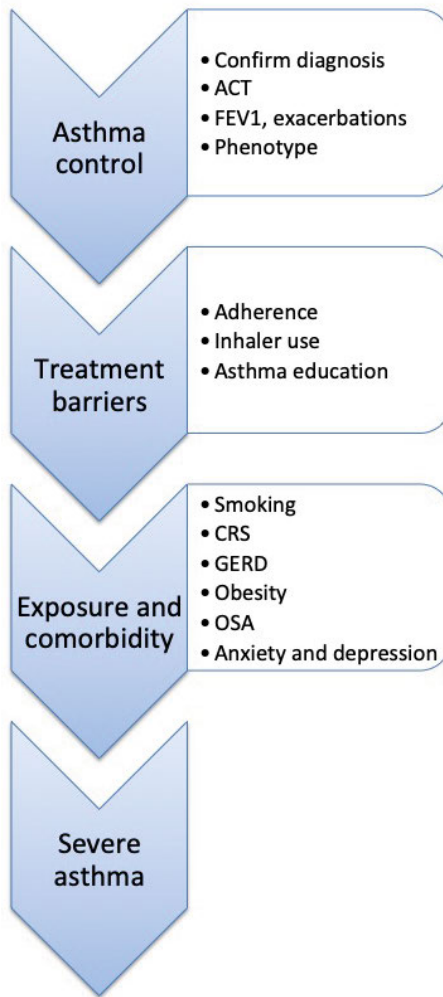 Asthma
control
• Confirm diagnosis
• ACT
• FEV1, exacerbations
• Phenotype
Treatment
barriers
• Adherence
• Inhaler use
• Asthma education
Exposure and
comorbidity
• Smoking
• CRS
• GERD
• Obesity
• OSA
• Anxiety and depression
Severe
asthma